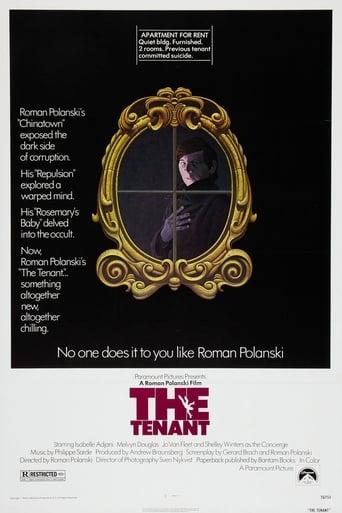 APARTMENT FOR RENT
Quiet bldg. Furnished.
2 rooms. Previous tenant
committed suicide.
Roman Polanski's
"Chinatown"
exposed the
dark side
of corruption.
His "Repulsion"
explored a
warped mind.
His "Rosemary's
Baby" delved
into the occult.
Now,
Roman Polanski's
"The Tenant"...
something
altogether
new,
altogether
chilling.
No one does it to you like Roman Polanski
Paramount Pictures Presents
A Roman Polanski Film
THE
TENANT
Starring Isabelle Adjani Melvyn Douglas Jo Van Fleet and Shelley Winters as the Concierge
Music by Philippe Sarde Produced by Andrew Braunsberg Screenplay by Gerard Brach and Roman Polanski
Directed by Roman Polanski Director of Photography Sven Nykvist Paperback published by Bantam Books In Color
A Paramount Picture
R RESTRICTED
Paramount
"THE TENANT"